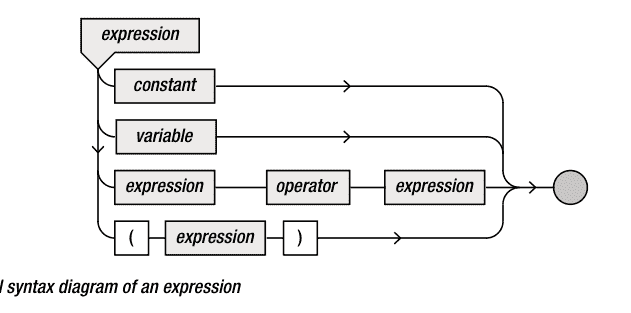 expression
constant
variable
expression operator expression
( expression )
syntax diagram of an expression